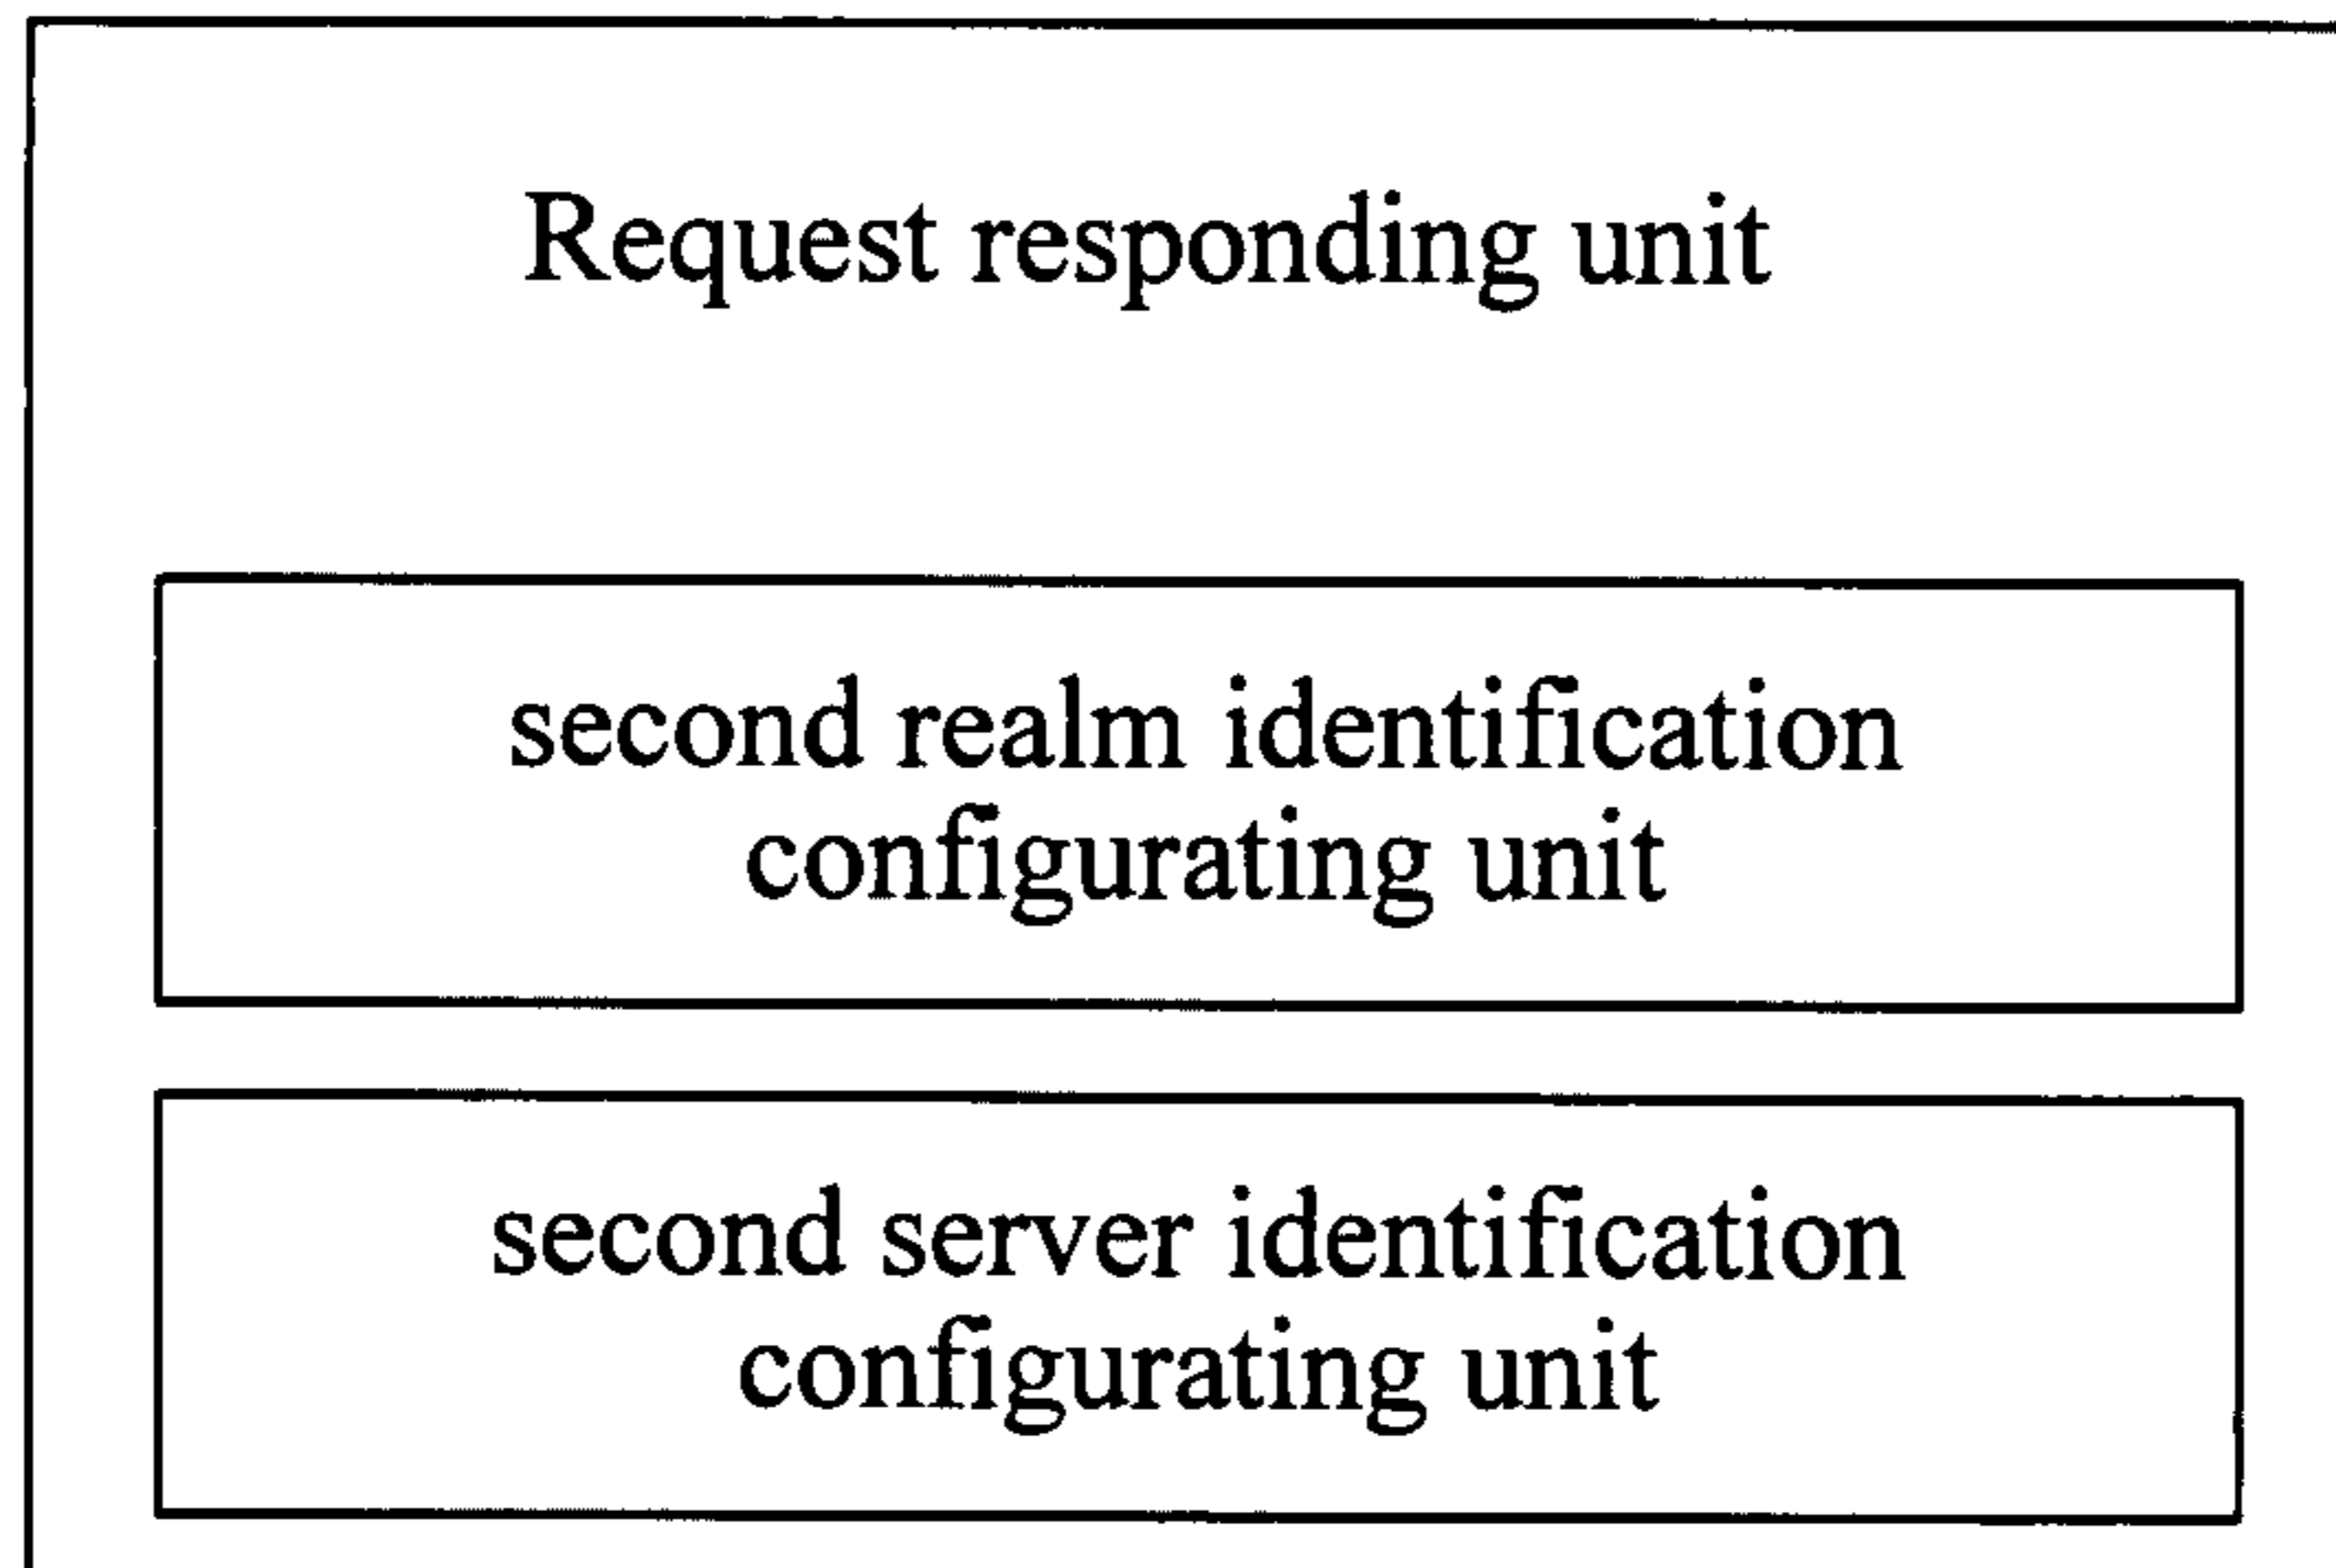 Request responding unit
second realm identification
configurating unit
second server identification
configurating unit